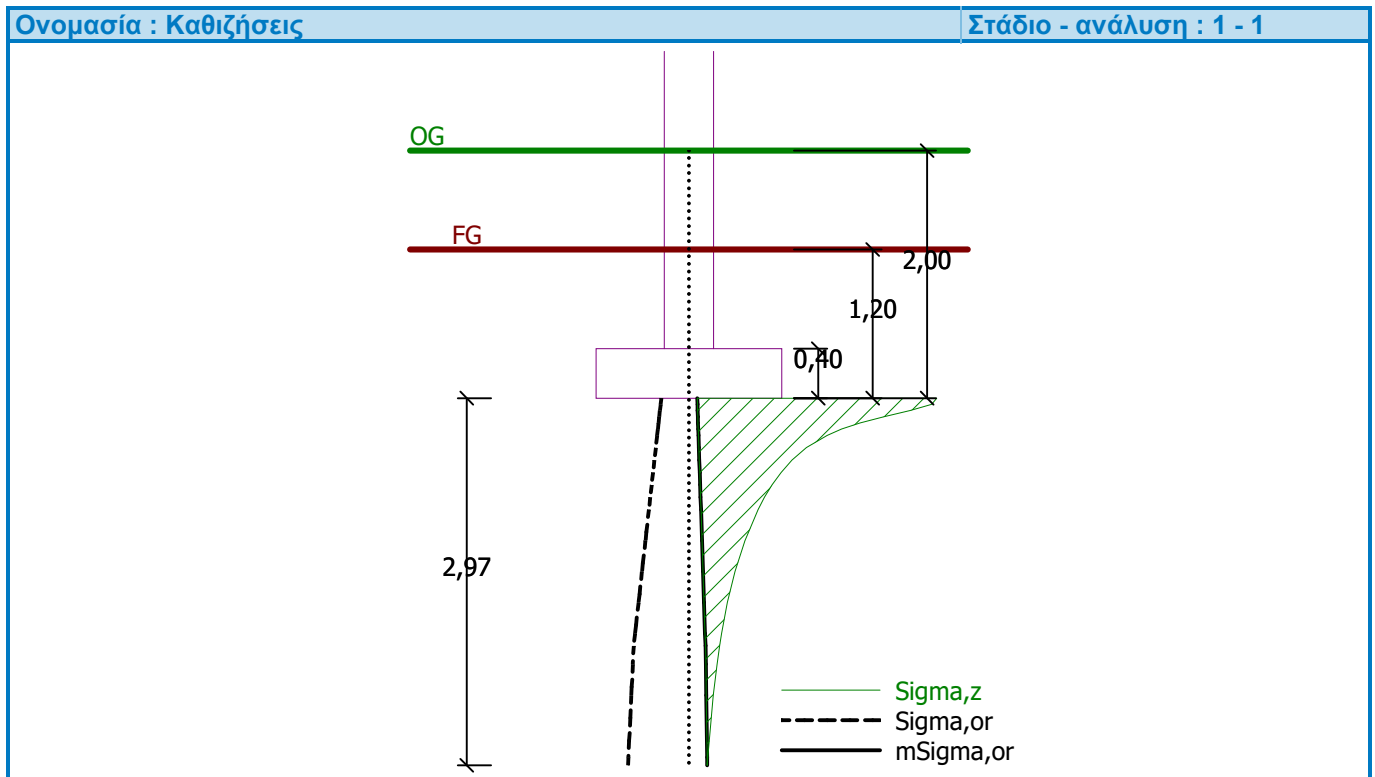 Ονομασία : Καθιζήσεις
Στάδιο - ανάλυση : 1 - 1
OG
FG
2,00
1,20
0,40
2,97
Sigma,z
Sigma,or
mSigma,or